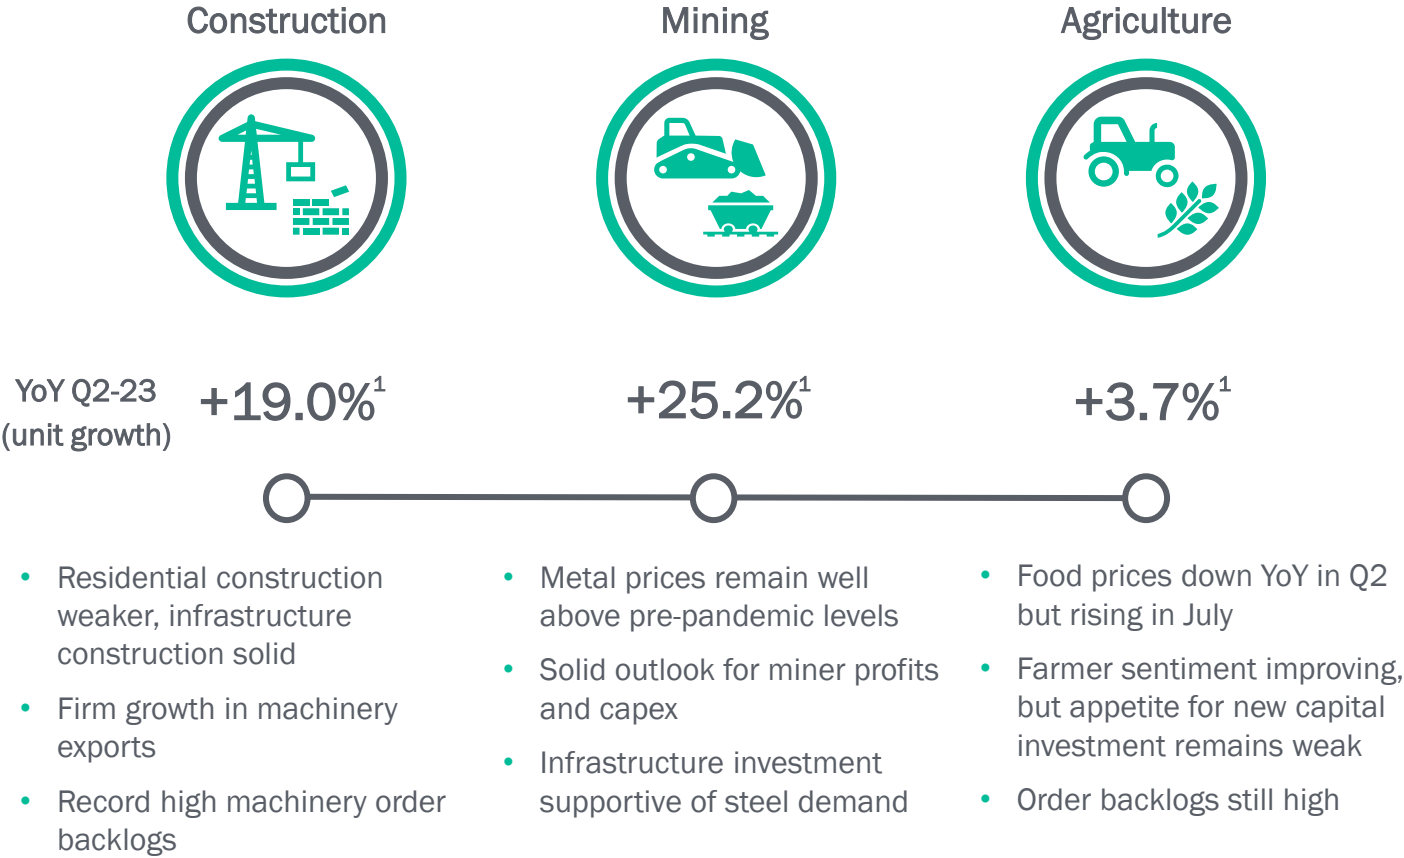 Construction
Mining
Agriculture
YoY Q2-23
(unit growth)
+19.0%1
+25.2%1
+3.7%1
• Residential construction
weaker, infrastructure
construction solid
• Firm growth in machinery
exports
• Record high machinery order
backlogs
• Metal prices remain well
above pre-pandemic levels
• Solid outlook for miner profits
and capex
• Infrastructure investment
supportive of steel demand
• Food prices down YoY in Q2
but rising in July
• Farmer sentiment improving,
but appetite for new capital
investment remains weak
• Order backlogs still high